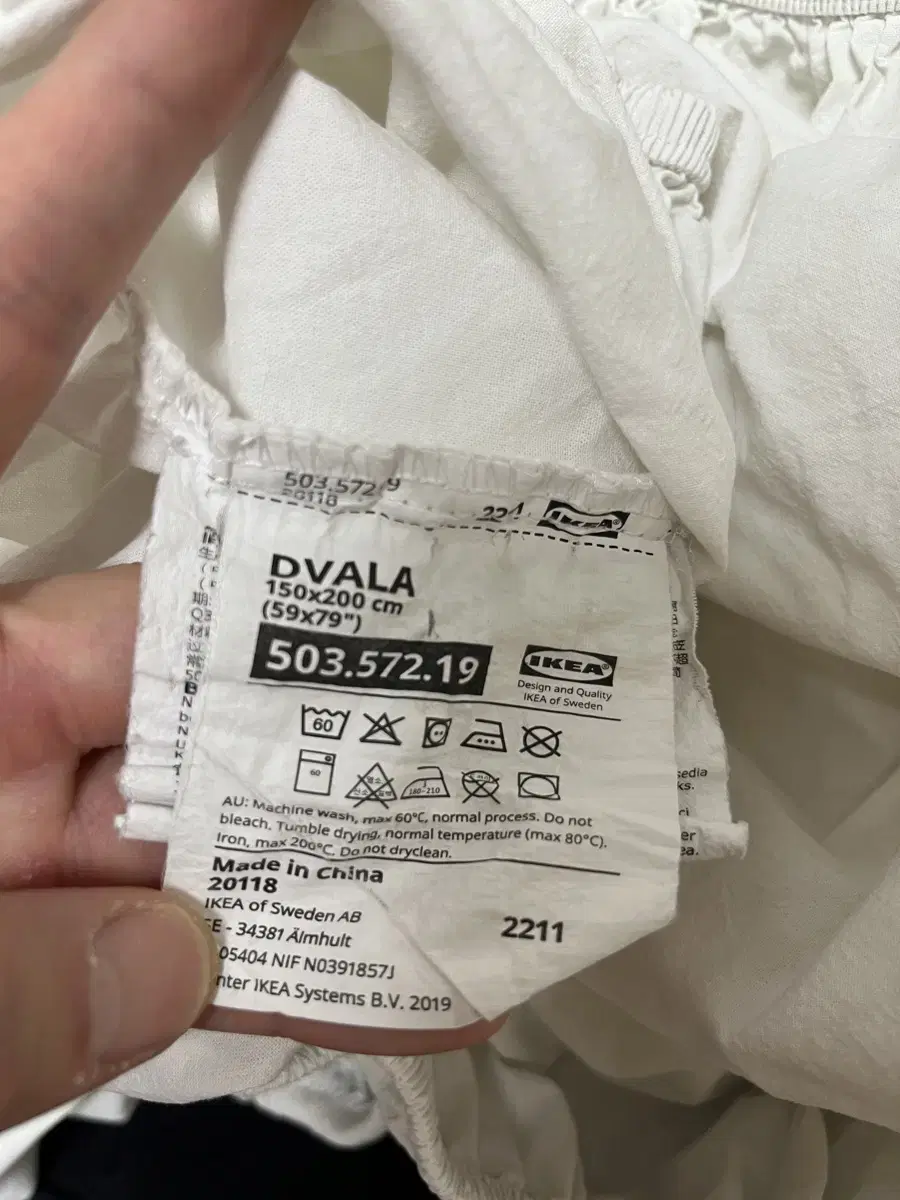 503.572
20118
IKEA
DVALA
150x200 cm
(59x79")
503.572.19
IKEA®
Design and Quality
IKEA of Sweden
60
60
180-210
AU: Machine wash, max 60°C, normal process. Do not
bleach. Tumble drying, normal temperature (max 80°C).
Iron, max 200°C. Do not dryclean.
Made in China
20118
IKEA of Sweden AB
- 34381 Älmhult
05404 NIF N0391857J
IKEA Systems B.V. 2019
2211